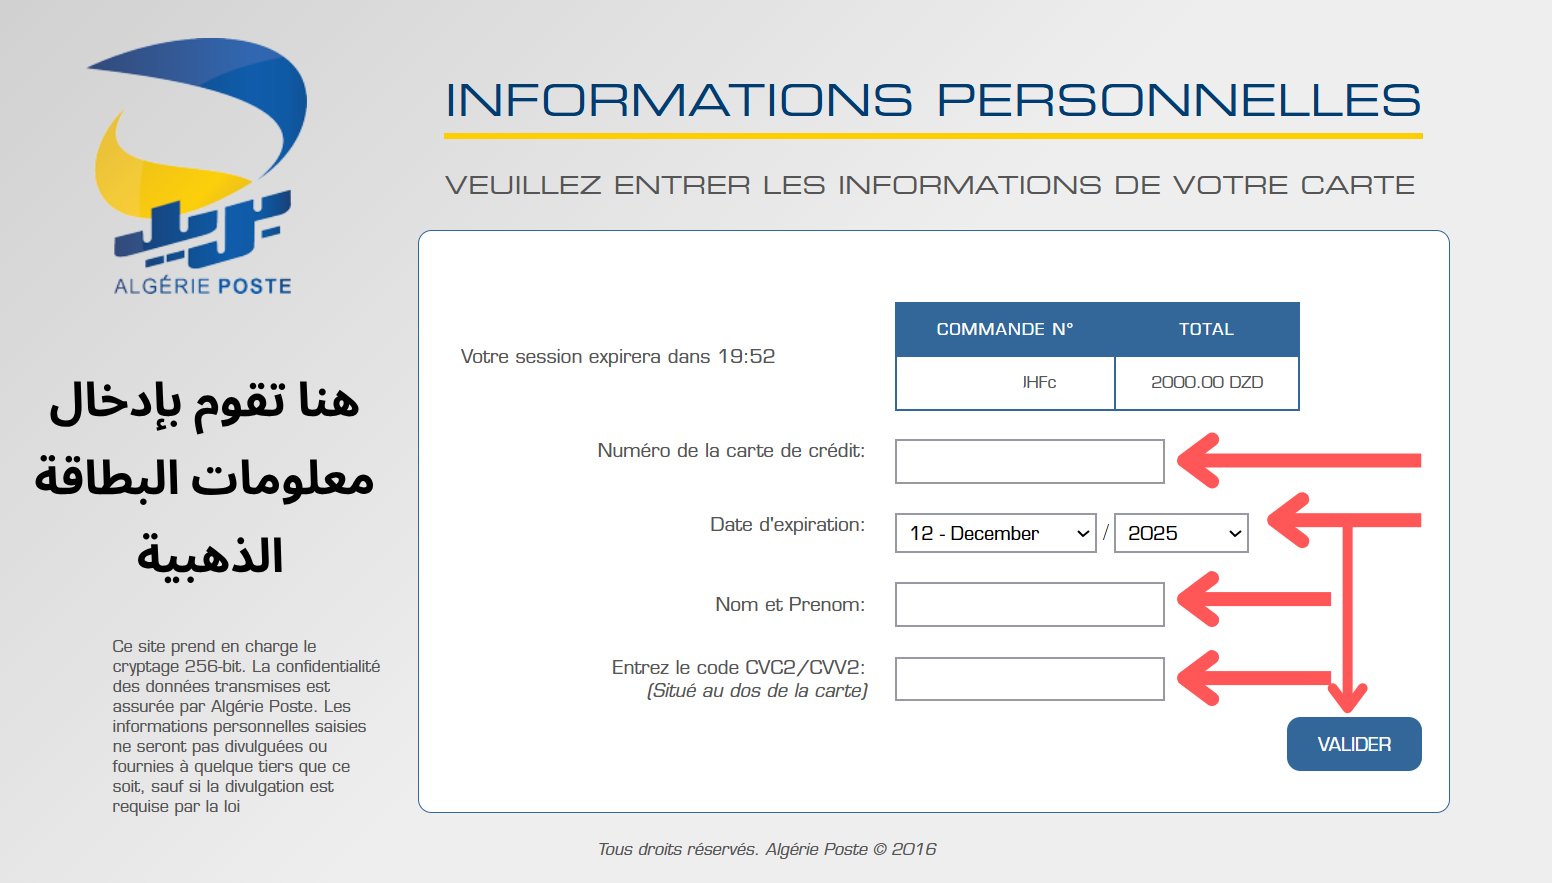 بريد
ALGÉRIE POSTE
INFORMATIONS PERSONNELLES
VEUILLEZ ENTRER LES INFORMATIONS DE VOTRE CARTE
هنا تقوم بإدخال
معلومات البطاقة
الذهبية
Ce site prend en charge le
cryptage 256-bit. La confidentialité
des données transmises est
assurée par Algérie Poste. Les
informations personnelles saisies
ne seront pas divulguées ou
fournies à quelque tiers que ce
soit, sauf si la divulgation est
requise par la loi
Votre session expirera dans 19:52
COMMANDE N° TOTAL
JHFc 2000.00 DZD
Numéro de la carte de crédit:
Date d'expiration: 12 - December / 2025
Nom et Prenom:
Entrez le code CVC2/CVV2:
(Situé au dos de la carte)
VALIDER
Tous droits réservés. Algérie Poste © 2016